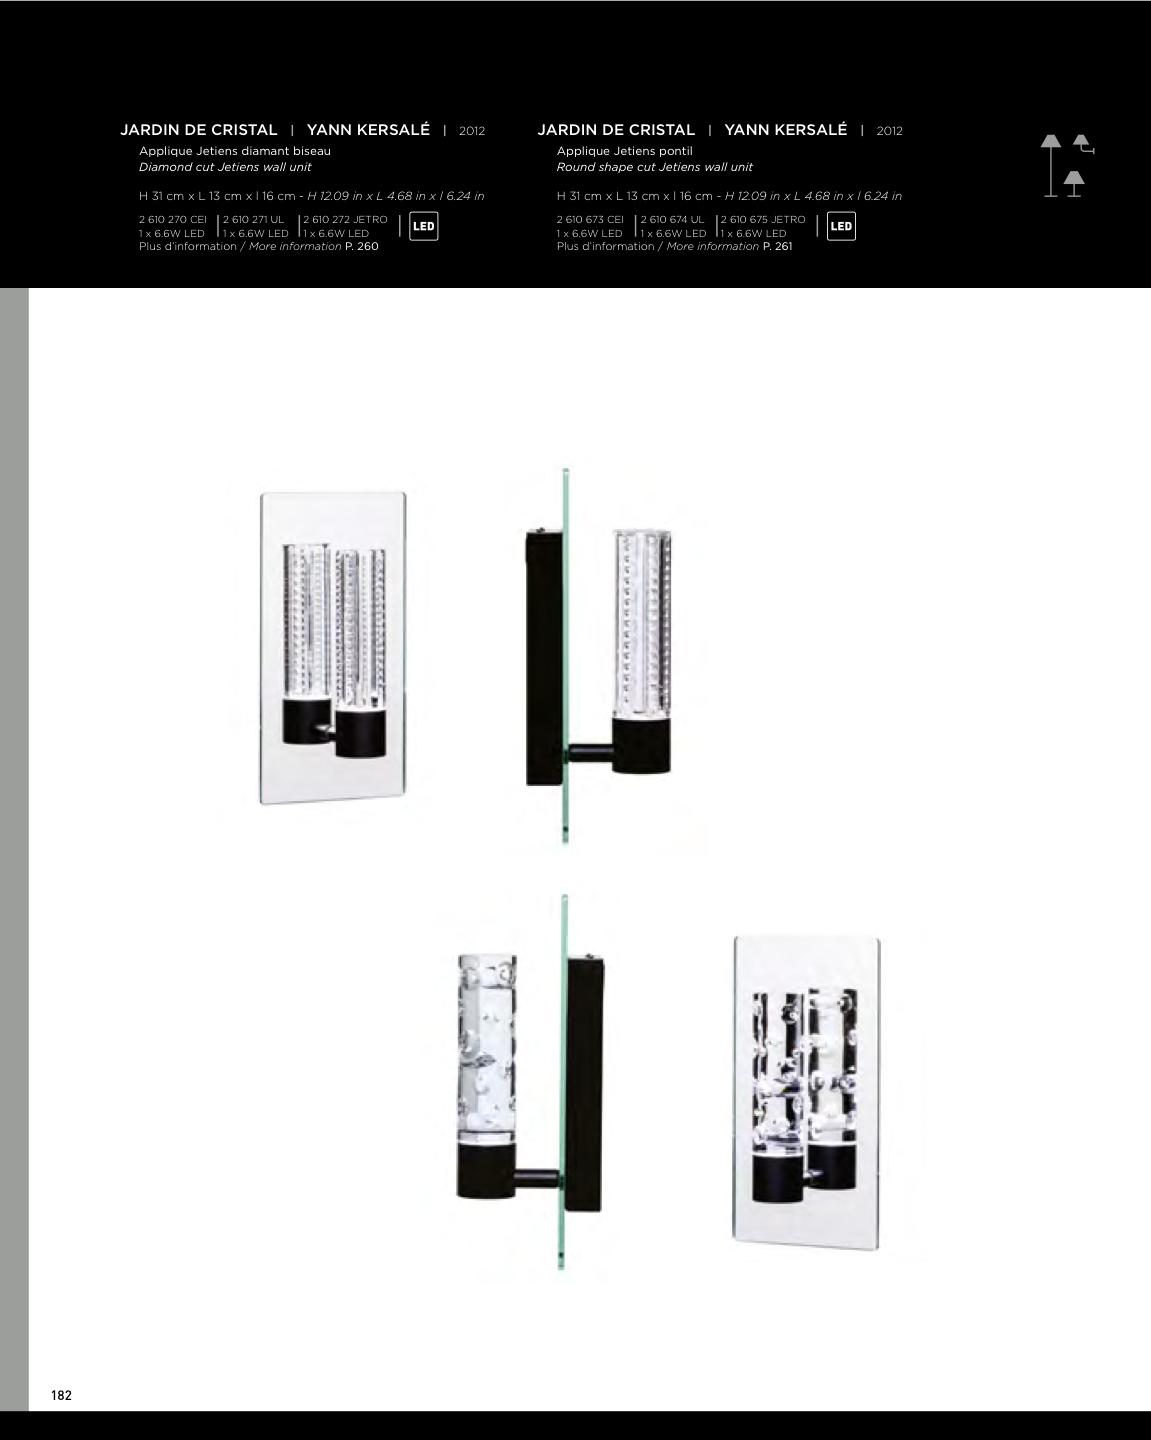 JARDIN DE CRISTAL | YANN KERSALÉ | 2012
Applique Jetiens diamant biseau
Diamond cut Jetiens wall unit
H 31 cm x L 13 cm x l 16 cm - H 12.09 in x L 4.68 in x l 6.24 in
2 610 270 CEI | 2 610 271 UL | 2 610 272 JETRO | LED
1 x 6.6W LED | 1 x 6.6W LED | 1 x 6.6W LED
Plus d'information / More information P. 260
JARDIN DE CRISTAL | YANN KERSALÉ | 2012
Applique Jetiens pontil
Round shape cut Jetiens wall unit
H 31 cm x L 13 cm x l 16 cm - H 12.09 in x L 4.68 in x l 6.24 in
2 610 673 CEI | 2 610 674 UL | 2 610 675 JETRO | LED
1 x 6.6W LED | 1 x 6.6W LED | 1 x 6.6W LED
Plus d'information / More information P. 261
182